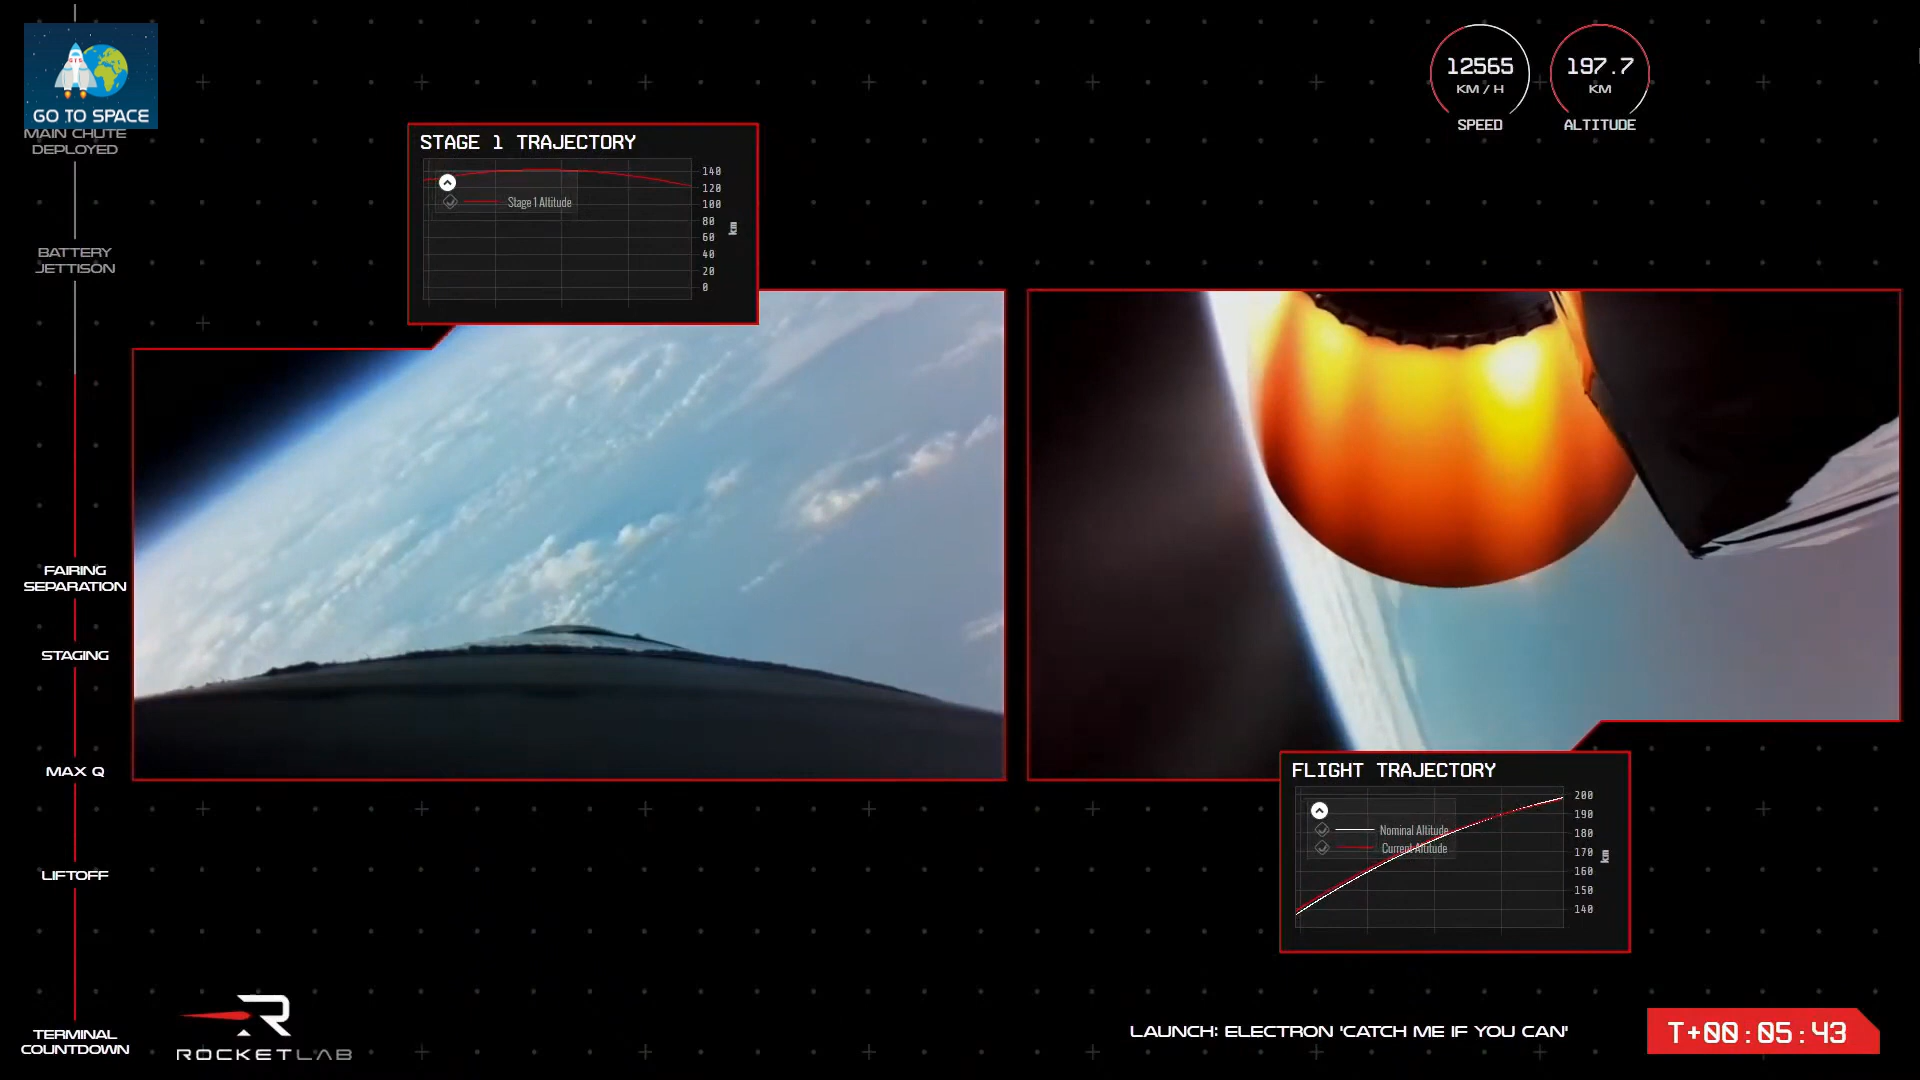 GO TO SPACE
MAIN CHUTE
DEPLOYED
BATTERY
JETTISON
FAIRING
SEPARATION
STAGING
MAX Q
LIFTOFF
TERMINAL
COUNTDOWN
STAGE 1 TRAJECTORY
Stage 1 Altitude
140
120
100
80
60
40
20
0
km
12565
KM / H
SPEED
197.7
KM
ALTITUDE
FLIGHT TRAJECTORY
Nominal Altitude
Current Altitude
200
190
180
170
160
150
140
km
ROCKETLAB
LAUNCH: ELECTRON 'CATCH ME IF YOU CAN'
T+00:05:43